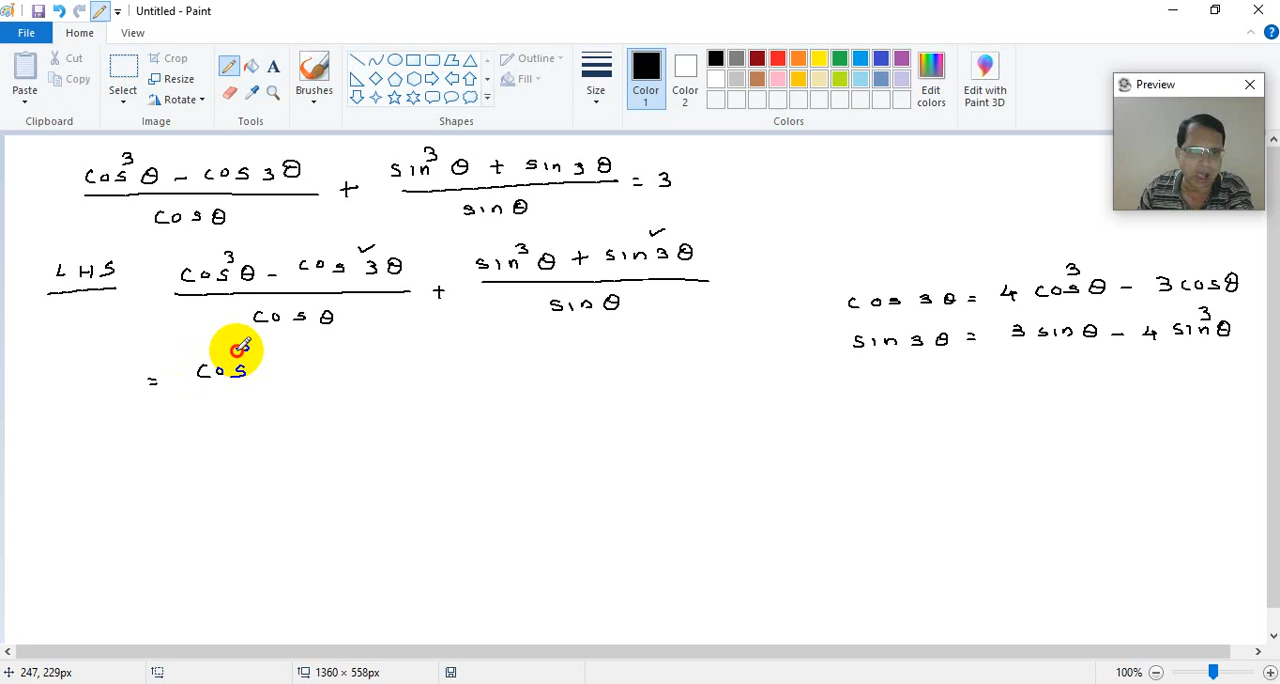 Untitled - Paint
File Home View
Paste Cut Copy
Clipboard
Select Crop Resize Rotate
Image
A
Tools
Brushes
Outline Fill
Shapes
Size
Color 1 Color 2
Edit colors
Colors
Edit with Paint 3D
Preview
(cos³θ - cos 3θ)/(cos θ) + (sin³θ + sin 3θ)/(sin θ) = 3
LHS (cos³θ - cos 3θ)/(cos θ) + (sin³θ + sin 3θ)/(sin θ)
cos 3θ = 4 cos³θ - 3 cosθ
sin 3θ = 3 sinθ - 4 sin³θ
= cos
247, 229px 1360 × 558px 100%